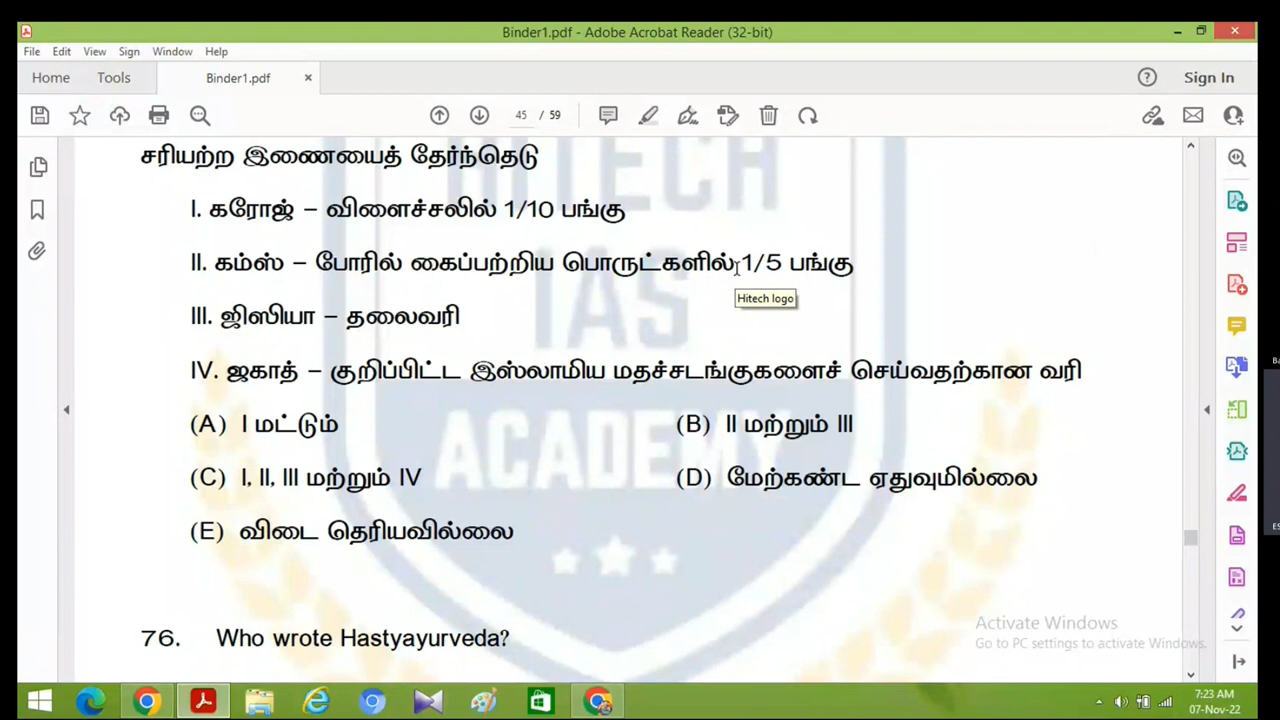 Binder1.pdf - Adobe Acrobat Reader (32-bit)
File Edit View Sign Window Help
Home Tools Binder1.pdf × Sign In
45 / 59
சரியற்ற இணையைத் தேர்ந்தெடு
I. கரோஜ் – விளைச்சலில் 1/10 பங்கு
II. கம்ஸ் – போரில் கைப்பற்றிய பொருட்களில் 1/5 பங்கு
Hitech logo
III. ஜிஸியா – தலைவரி
IV. ஜகாத் – குறிப்பிட்ட இஸ்லாமிய மதச்சடங்குகளைச் செய்வதற்கான வரி
(A) I மட்டும் (B) II மற்றும் III
(C) I, II, III மற்றும் IV (D) மேற்கண்ட ஏதுவுமில்லை
(E) விடை தெரியவில்லை
76. Who wrote Hastyayurveda?
HITECH
IAS
ACADEMY
Activate Windows
Go to PC settings to activate Windows.
7:23 AM
07-Nov-22